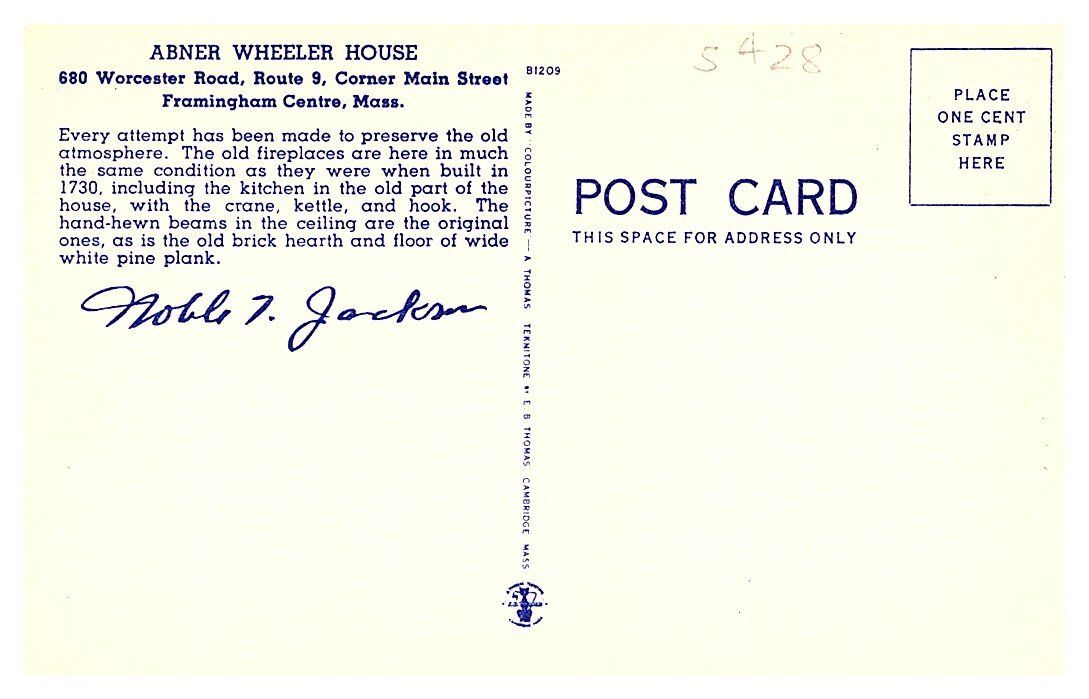 ABNER WHEELER HOUSE
680 Worcester Road, Route 9, Corner Main Street
Framingham Centre, Mass.
Every attempt has been made to preserve the old
atmosphere. The old fireplaces are here in much
the same condition as they were when built in
1730, including the kitchen in the old part of the
house, with the crane, kettle, and hook. The
hand-hewn beams in the ceiling are the original
ones, as is the old brick hearth and floor of wide
white pine plank.
Noble T. Jackson
B1209
MADE BY "COLOURPICTURE — A THOMAS TEKNITONE BY E B THOMAS CAMBRIDGE MASS
5428
POST CARD
THIS SPACE FOR ADDRESS ONLY
PLACE
ONE CENT
STAMP
HERE